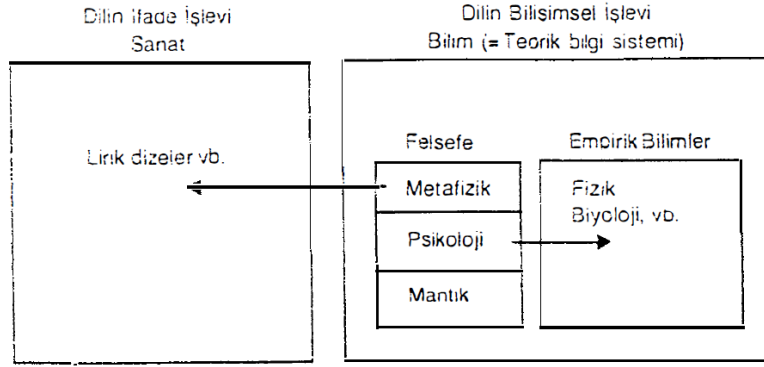 Dilin İfade İşlevi
Sanat
Lirik dizeler vb.
Dilin Bilişimsel İşlevi
Bilim (= Teorik bilgi sistemi)
Felsefe
Metafizik
Psikoloji
Mantık
Empirik Bilimler
Fizik
Biyoloji, vb.